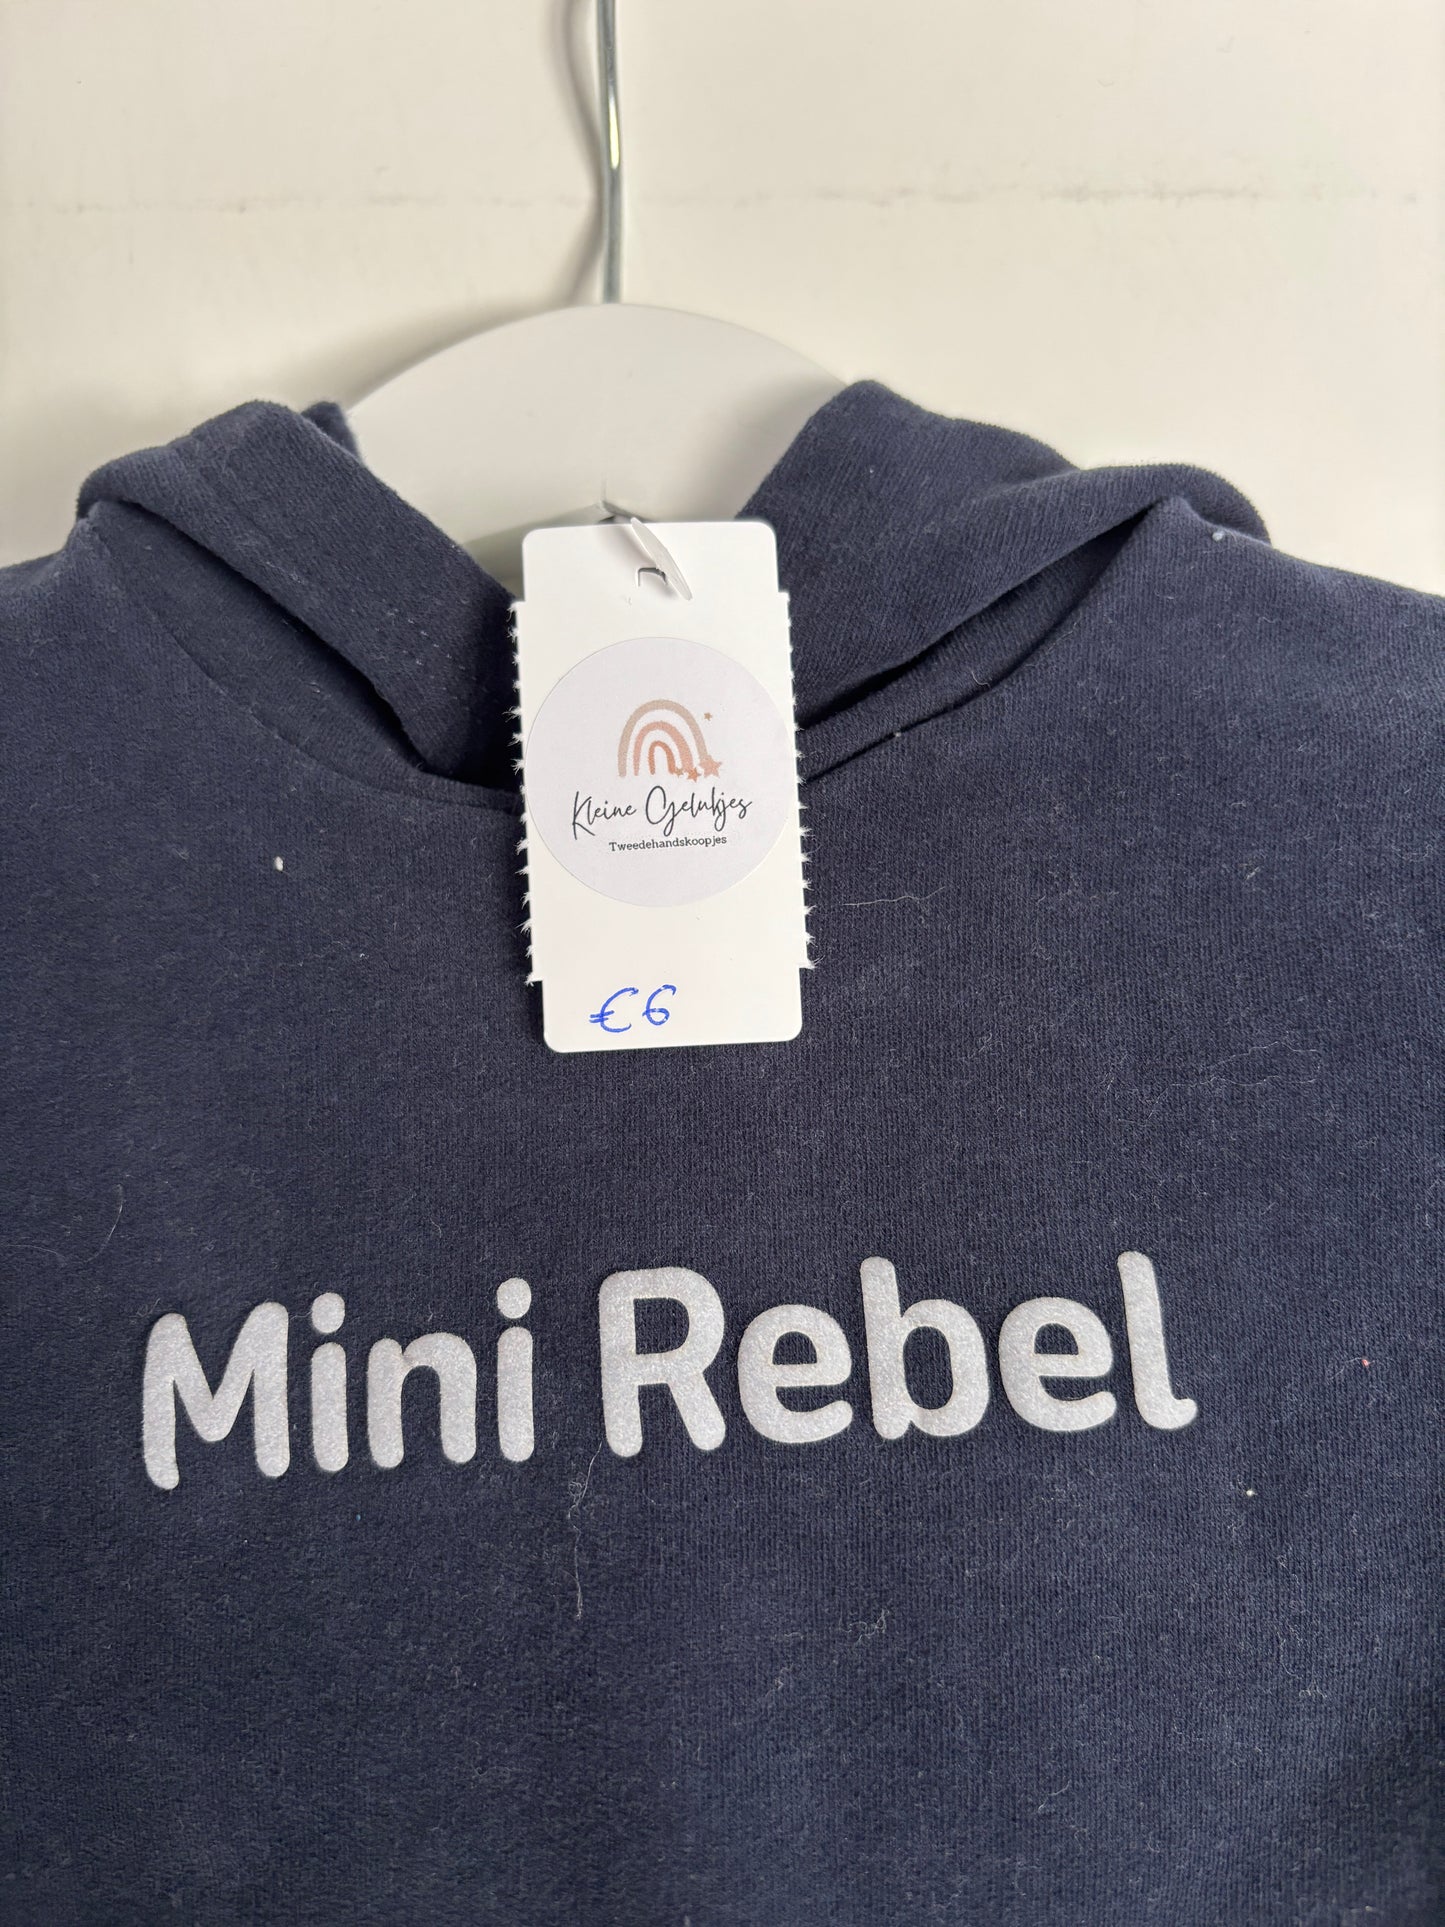 Kleine Gelukjes
Tweedehandskoopjes
€6
Mini Rebel